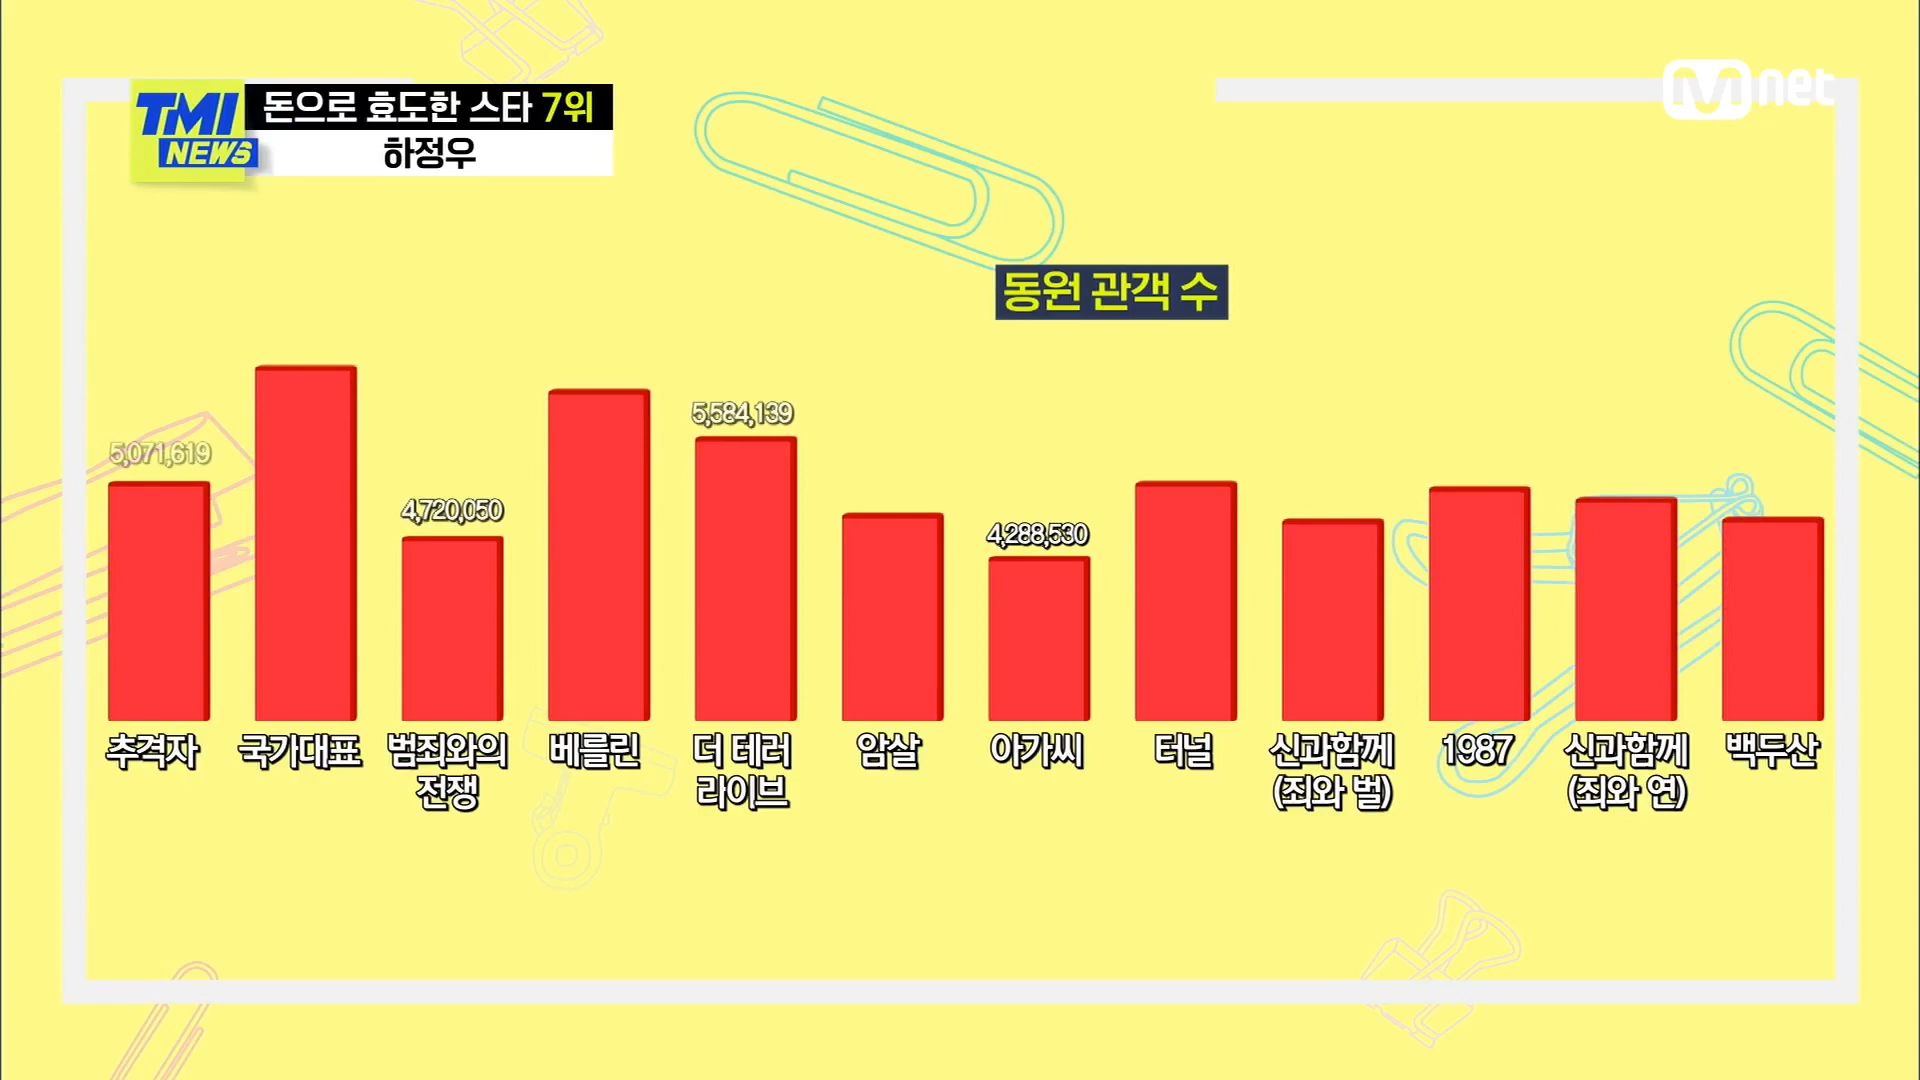 TMI
NEWS
돈으로 효도한 스타 7위
하정우
Mnet
동원 관객 수
5,071,619
4,720,050
5,584,139
4,288,530
추격자
국가대표
범죄와의
전쟁
베를린
더 테러
라이브
암살
아가씨
터널
신과함께
(죄와 벌)
1987
신과함께
(죄와 연)
백두산